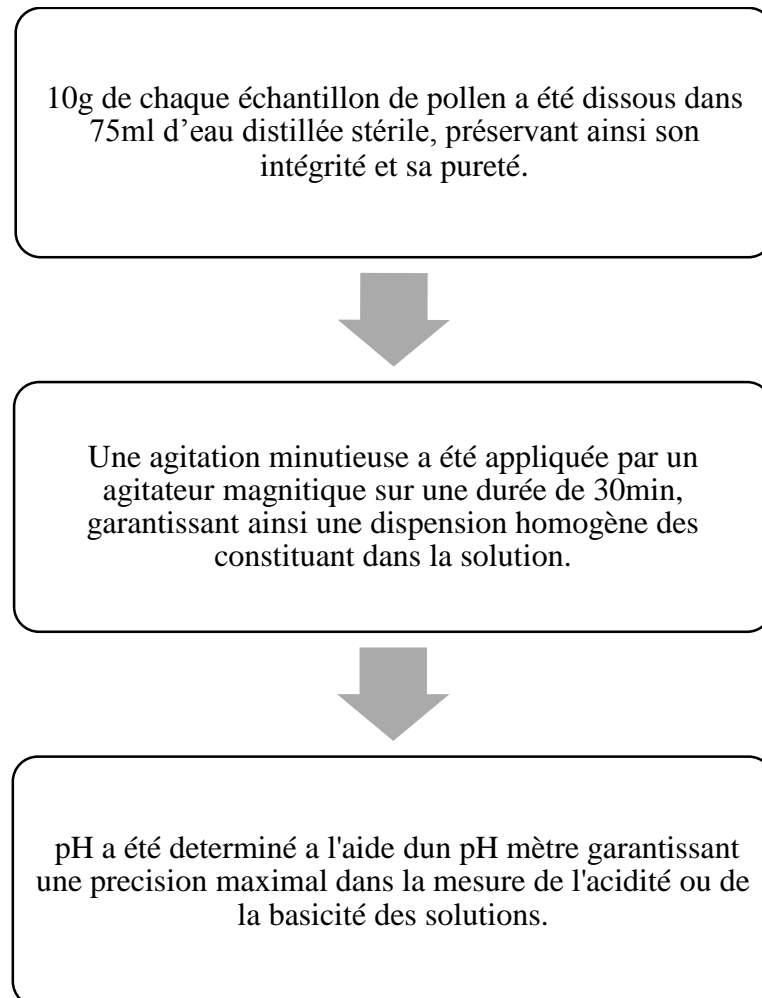 10g de chaque échantillon de pollen a été dissous dans
75ml d’eau distillée stérile, préservant ainsi son
intégrité et sa pureté.
Une agitation minutieuse a été appliquée par un
agitateur magnitique sur une durée de 30min,
garantissant ainsi une dispension homogène des
constituant dans la solution.
pH a été determiné a l'aide dun pH mètre garantissant
une precision maximal dans la mesure de l'acidité ou de
la basicité des solutions.